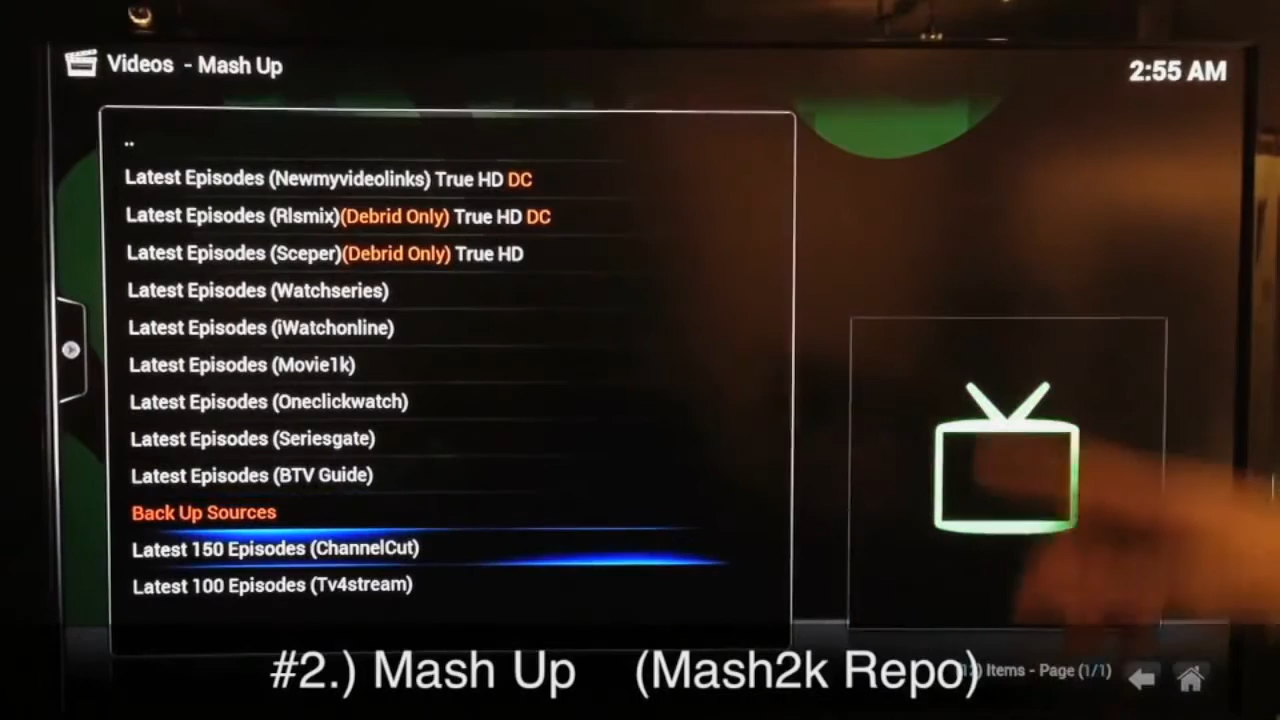 Videos - Mash Up
2:55 AM
..
Latest Episodes (Newmyvideolinks) True HD DC
Latest Episodes (Rlsmix)(Debrid Only) True HD DC
Latest Episodes (Sceper)(Debrid Only) True HD
Latest Episodes (Watchseries)
Latest Episodes (iWatchonline)
Latest Episodes (Movie1k)
Latest Episodes (Oneclickwatch)
Latest Episodes (Seriesgate)
Latest Episodes (BTV Guide)
Back Up Sources
Latest 150 Episodes (ChannelCut)
Latest 100 Episodes (Tv4stream)
#2.) Mash Up (Mash2k Repo)
Items - Page (1/1)